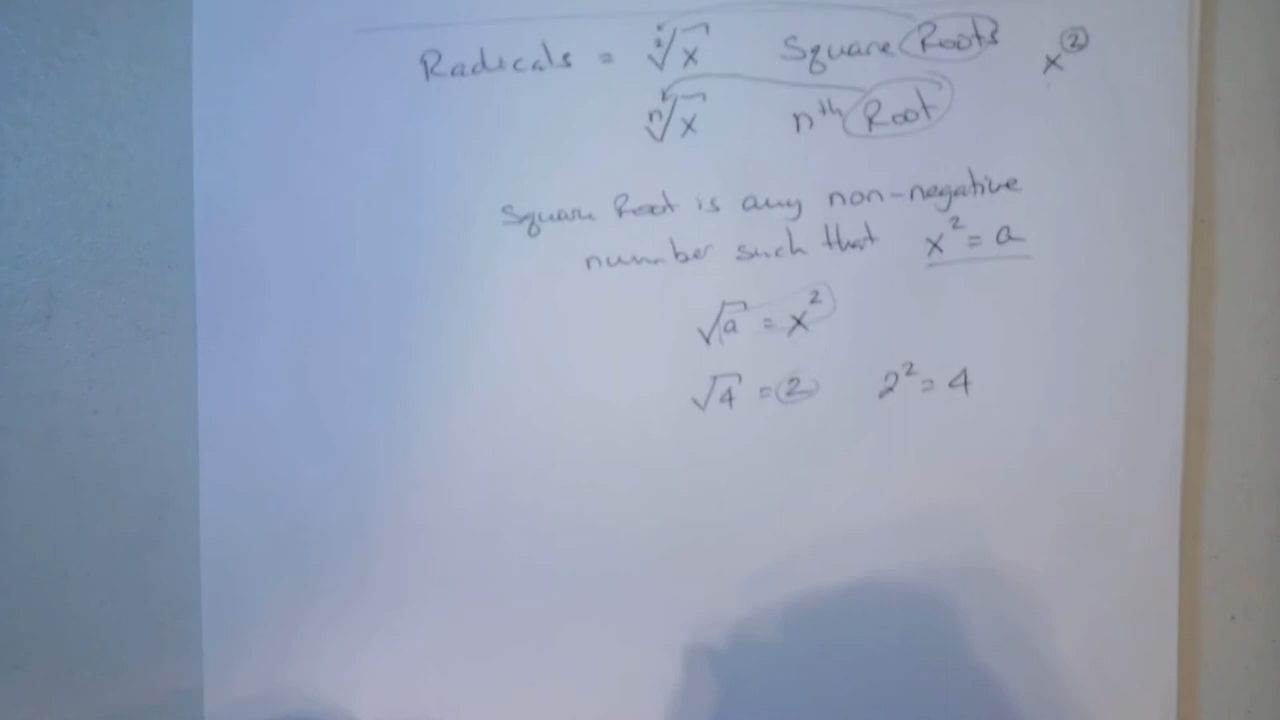 Radicals = ²√x Square Roots x²
ⁿ√x nth Root
Square Root is any non-negative
number such that x² = a
√a = x²
√4 = 2 2² = 4